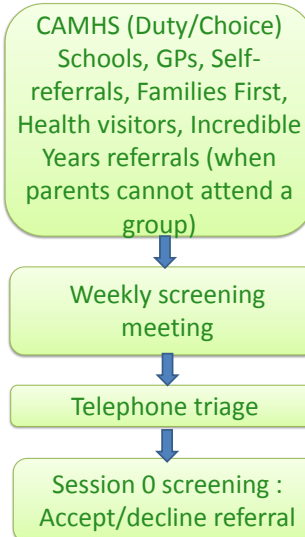 CAMHS (Duty/Choice)
Schools, GPs, Self-
referrals, Families First,
Health visitors, Incredible
Years referrals (when
parents cannot attend a
group)
Weekly screening
meeting
Telephone triage
Session 0 screening :
Accept/decline referral